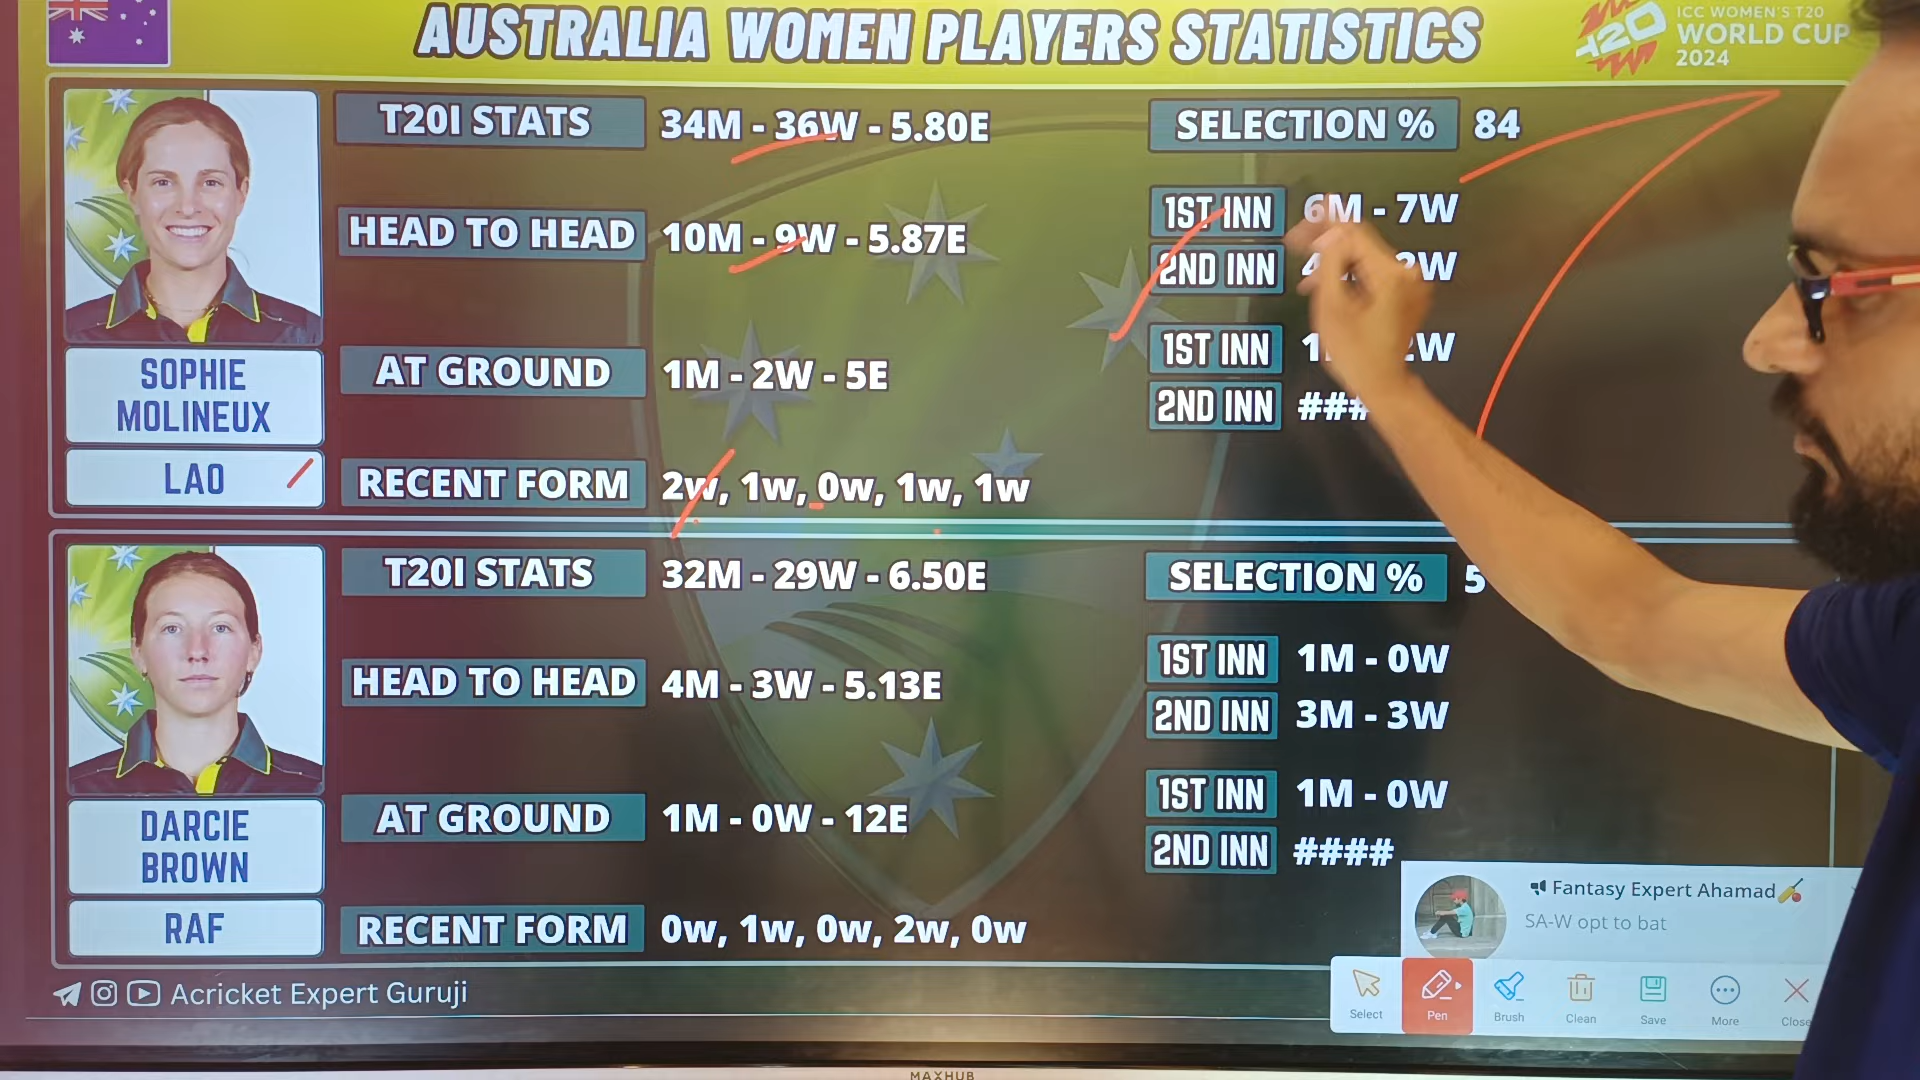 AUSTRALIA WOMEN PLAYERS STATISTICS
T20
ICC WOMEN'S T20
WORLD CUP
2024
SOPHIE
MOLINEUX
LAO
T20I STATS 34M - 36W - 5.80E
HEAD TO HEAD 10M - 9W - 5.87E
AT GROUND 1M - 2W - 5E
RECENT FORM 2w, 1w, 0w, 1w, 1w
SELECTION % 84
1ST INN 6M - 7W
2ND INN
1ST INN
2ND INN
DARCIE
BROWN
RAF
T20I STATS 32M - 29W - 6.50E
HEAD TO HEAD 4M - 3W - 5.13E
AT GROUND 1M - 0W - 12E
RECENT FORM 0w, 1w, 0w, 2w, 0w
SELECTION %
1ST INN 1M - 0W
2ND INN 3M - 3W
1ST INN 1M - 0W
2ND INN ####
Fantasy Expert Ahamad
SA-W opt to bat
Select Pen Brush Clean Save More Close
Acricket Expert Guruji
MAXHUB